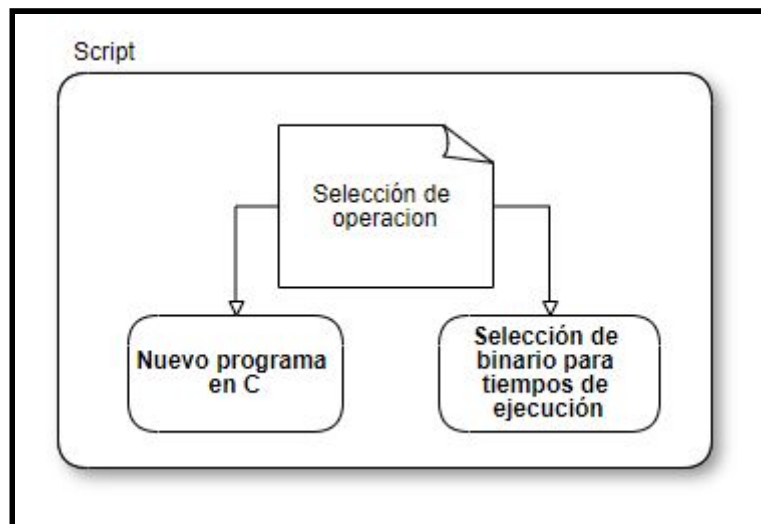 Script
Selección de
operacion
Nuevo programa
en C
Selección de
binario para
tiempos de
ejecución